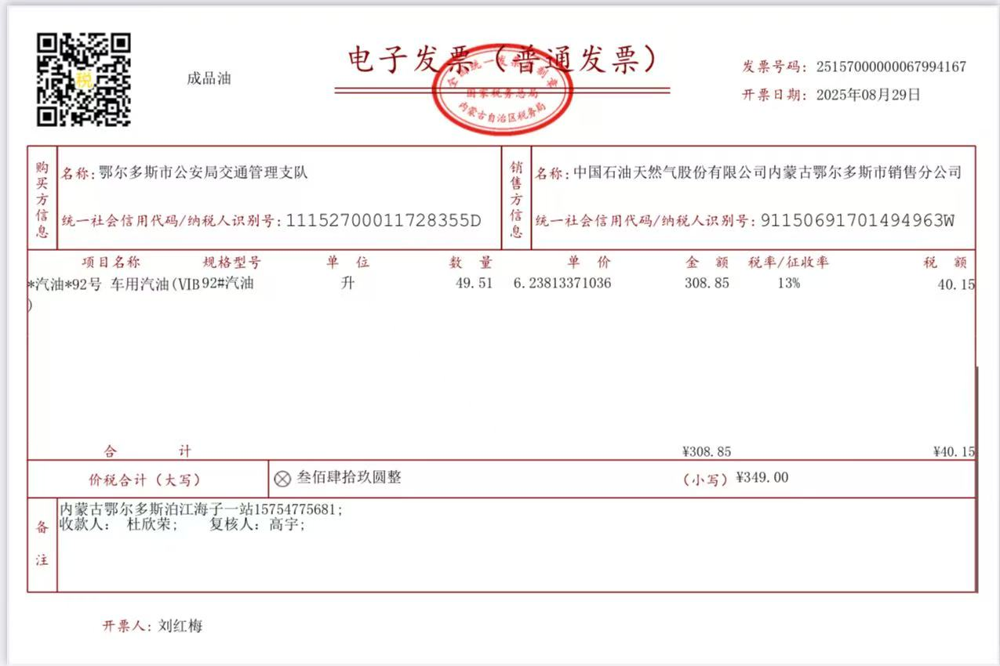 税
成品油
电子发票（普通发票）
全国统一发票监制章
国家税务总局
内蒙古自治区税务局
发票号码：25157000000067994167
开票日期：2025年08月29日
购买方信息
名称：鄂尔多斯市公安局交通管理支队
统一社会信用代码/纳税人识别号：11152700011728355D
销售方信息
名称：中国石油天然气股份有限公司内蒙古鄂尔多斯市销售分公司
统一社会信用代码/纳税人识别号：91150691701494963W
项目名称 规格型号 单 位 数 量 单 价 金 额 税率/征收率 税 额
*汽油*92号 车用汽油(VIB 92#汽油 升 49.51 6.23813371036 308.85 13% 40.15
)
合 计 ¥308.85 ¥40.15
价税合计（大写） ⊗ 叁佰肆拾玖圆整 （小写） ¥349.00
备注
内蒙古鄂尔多斯泊江海子一站15754775681;
收款人： 杜欣荣; 复核人：高宇;
开票人：刘红梅